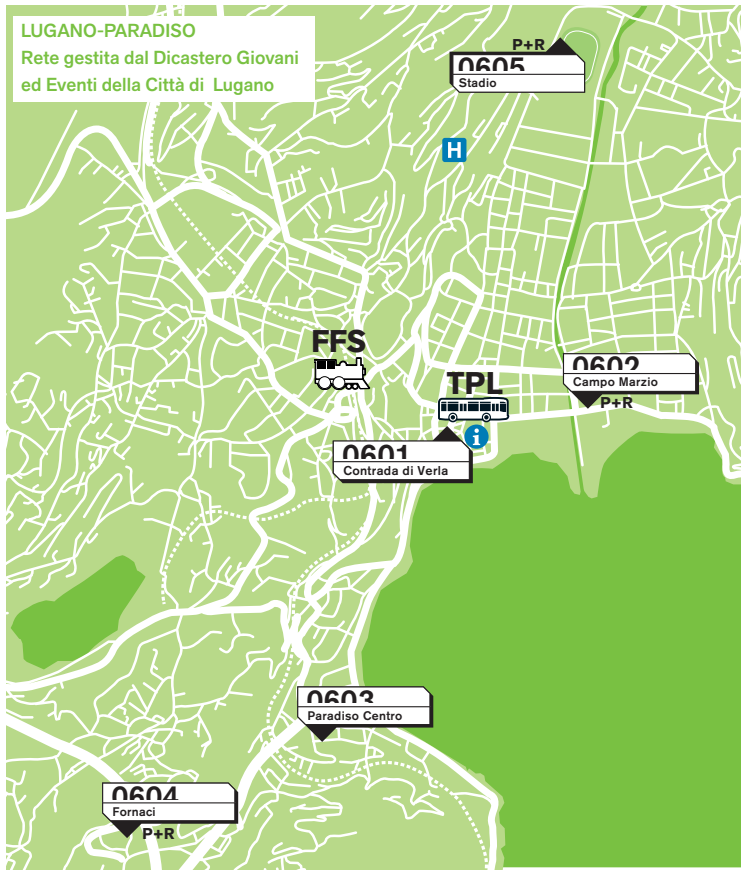 LUGANO-PARADISO
Rete gestita dal Dicastero Giovani
ed Eventi della Città di Lugano
P+R
0605
Stadio
H
FFS
TPL
0602
Campo Marzio
P+R
i
0601
Contrada di Verla
0603
Paradiso Centro
0604
Fornaci
P+R